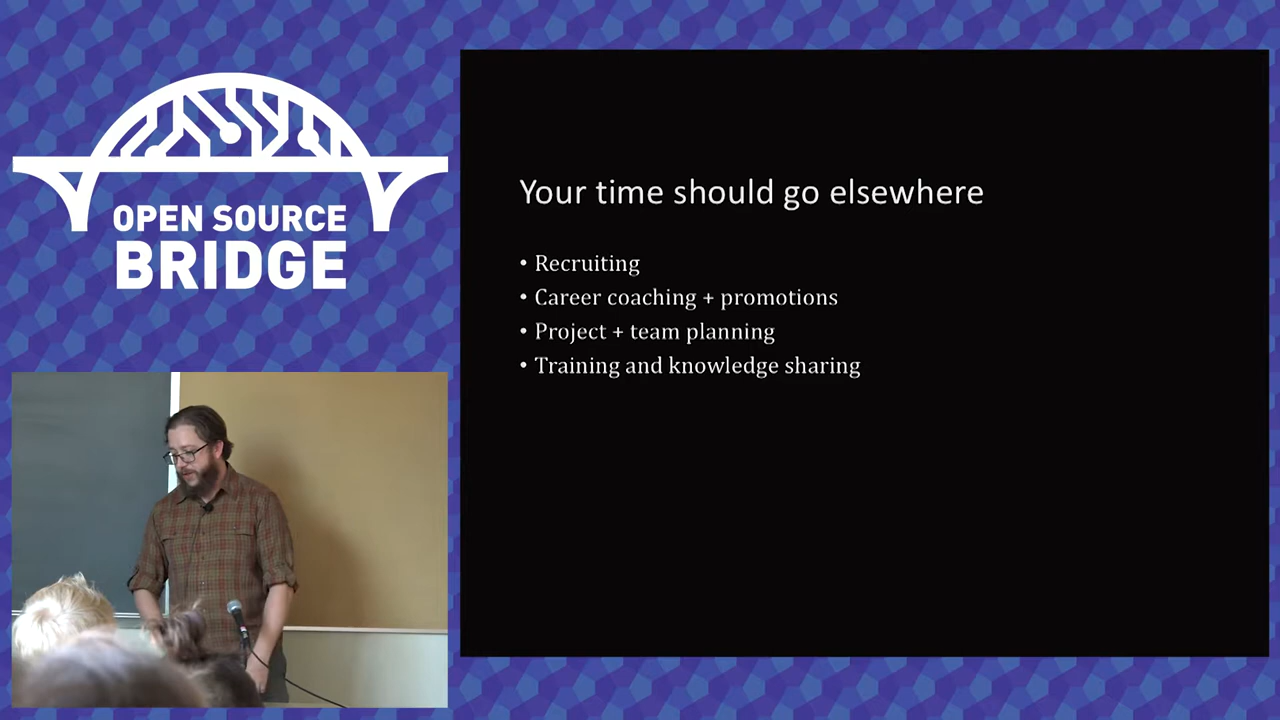 OPEN SOURCE
BRIDGE
Your time should go elsewhere
• Recruiting
• Career coaching + promotions
• Project + team planning
• Training and knowledge sharing